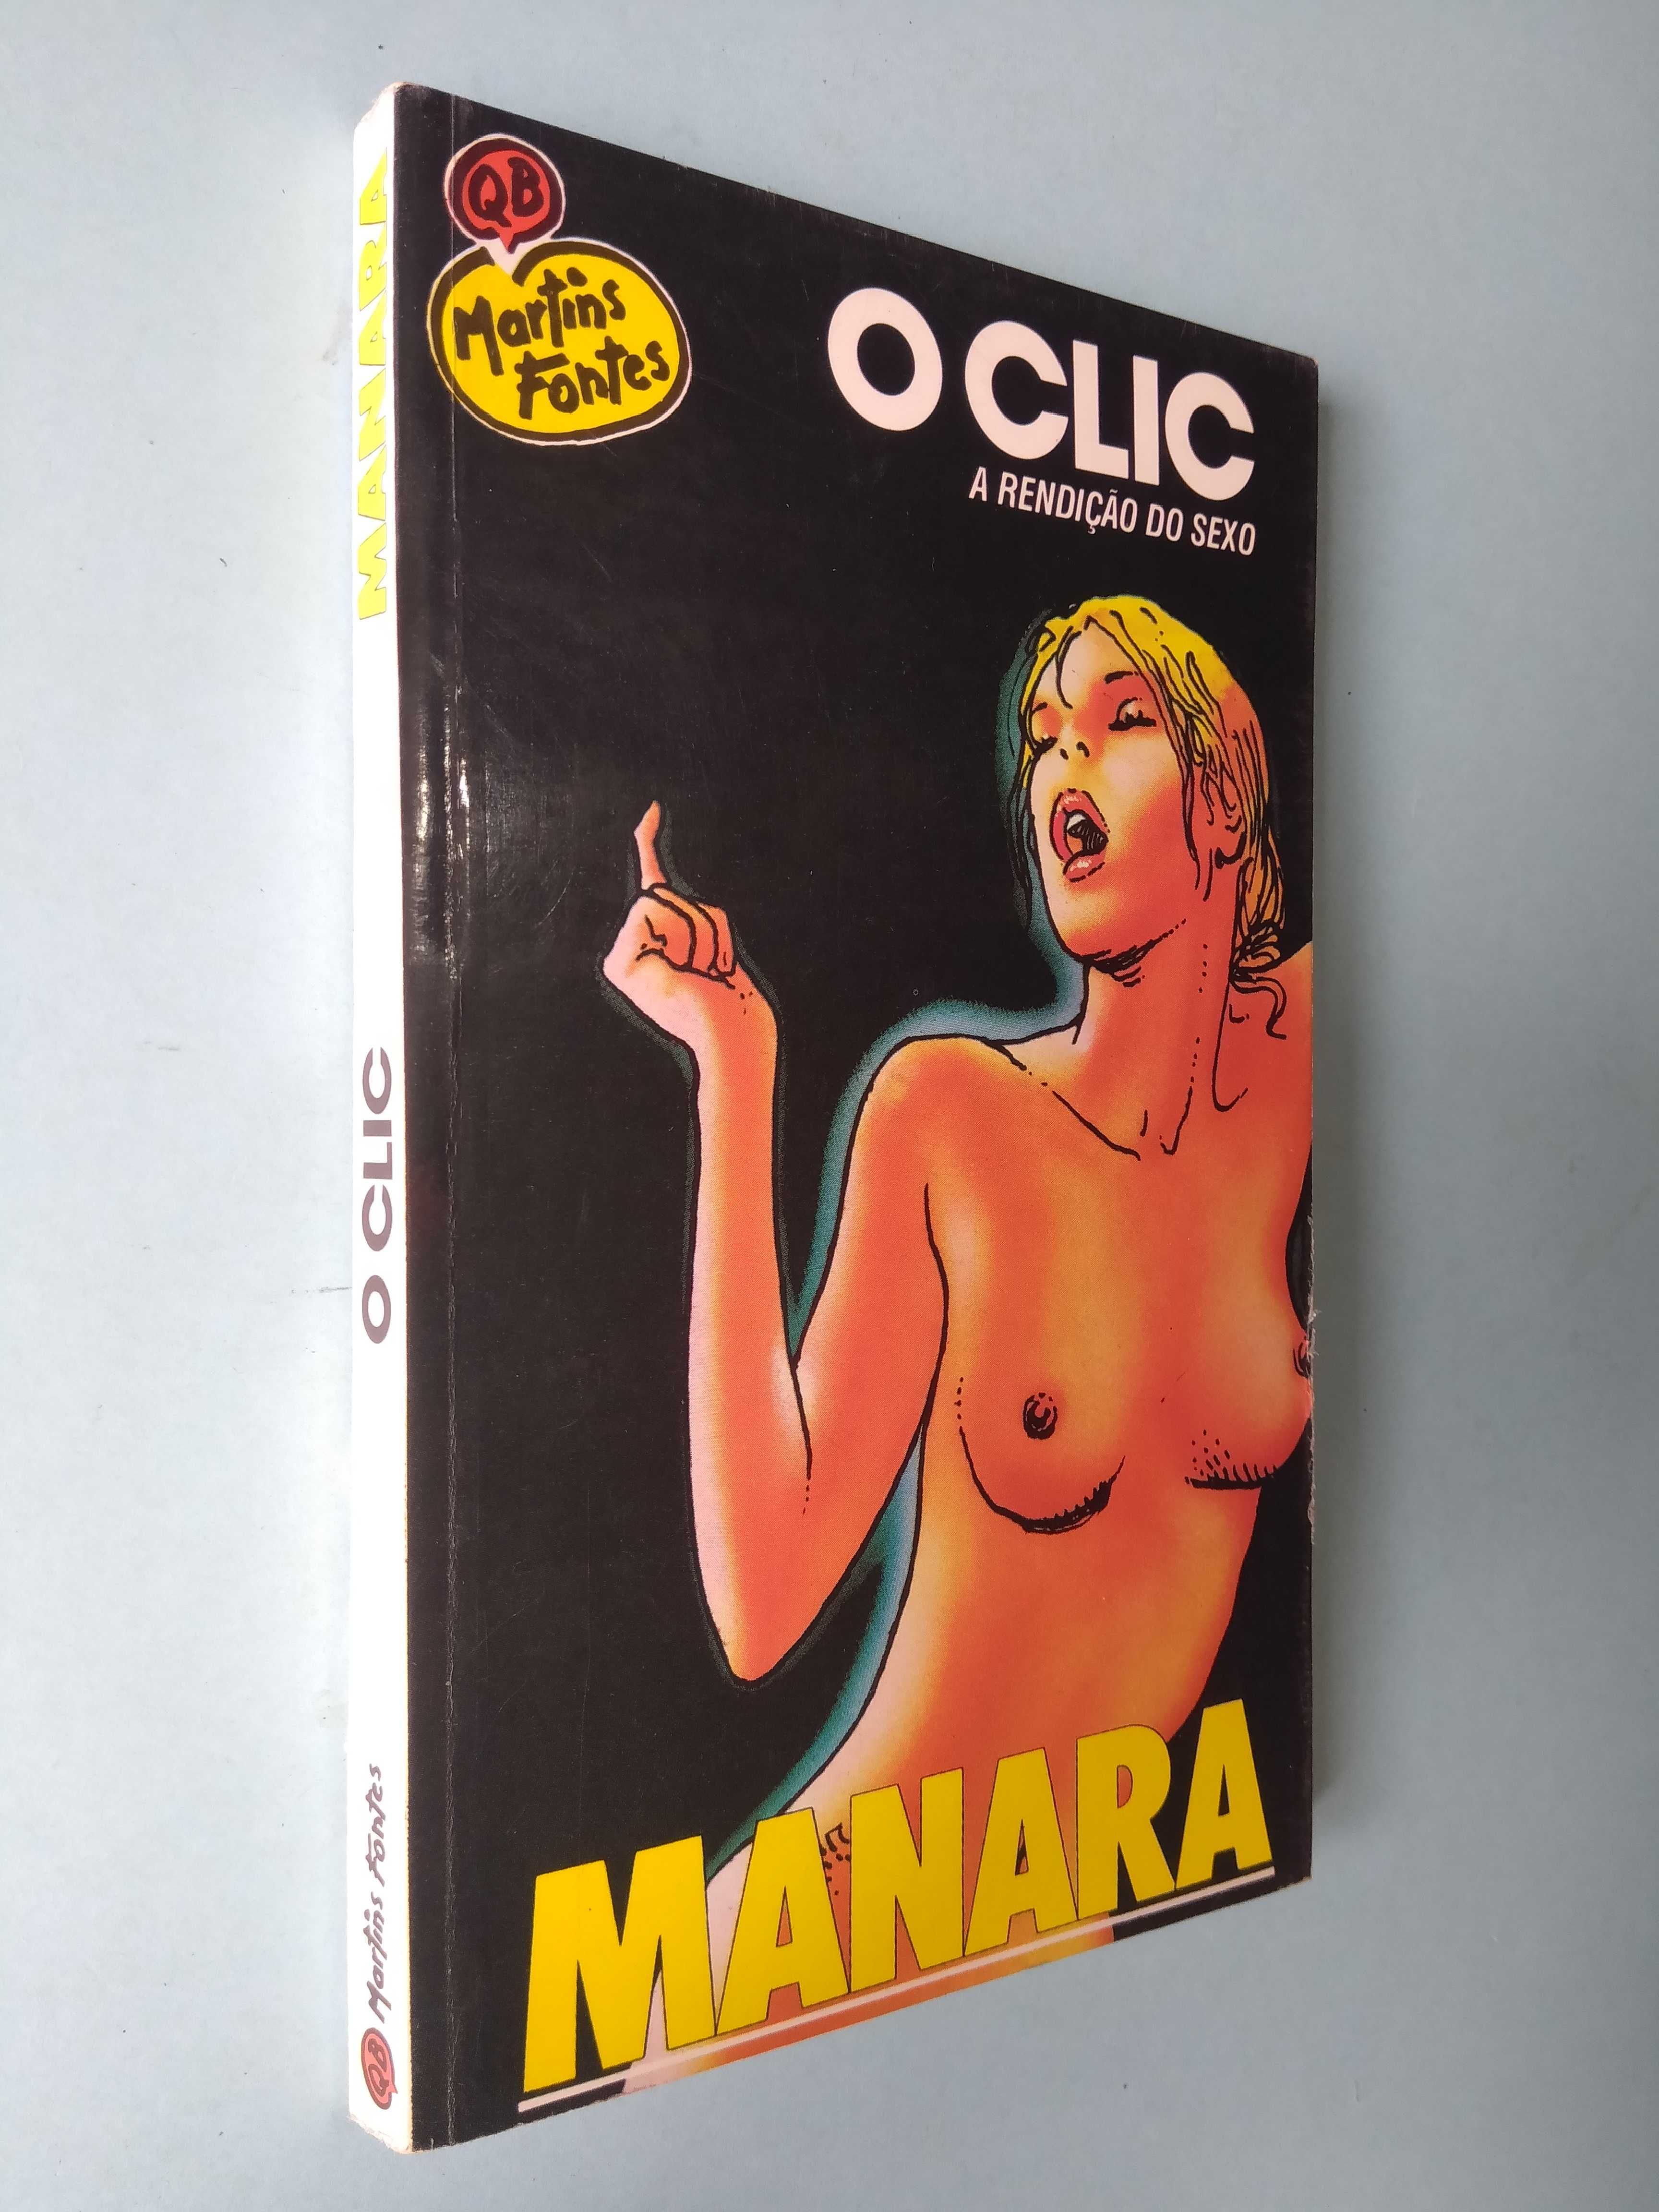 QB
Martins
Fontes
O CLIC
A RENDIÇÃO DO SEXO
MANARA
MANARA
O CLIC
QB Martins Fontes